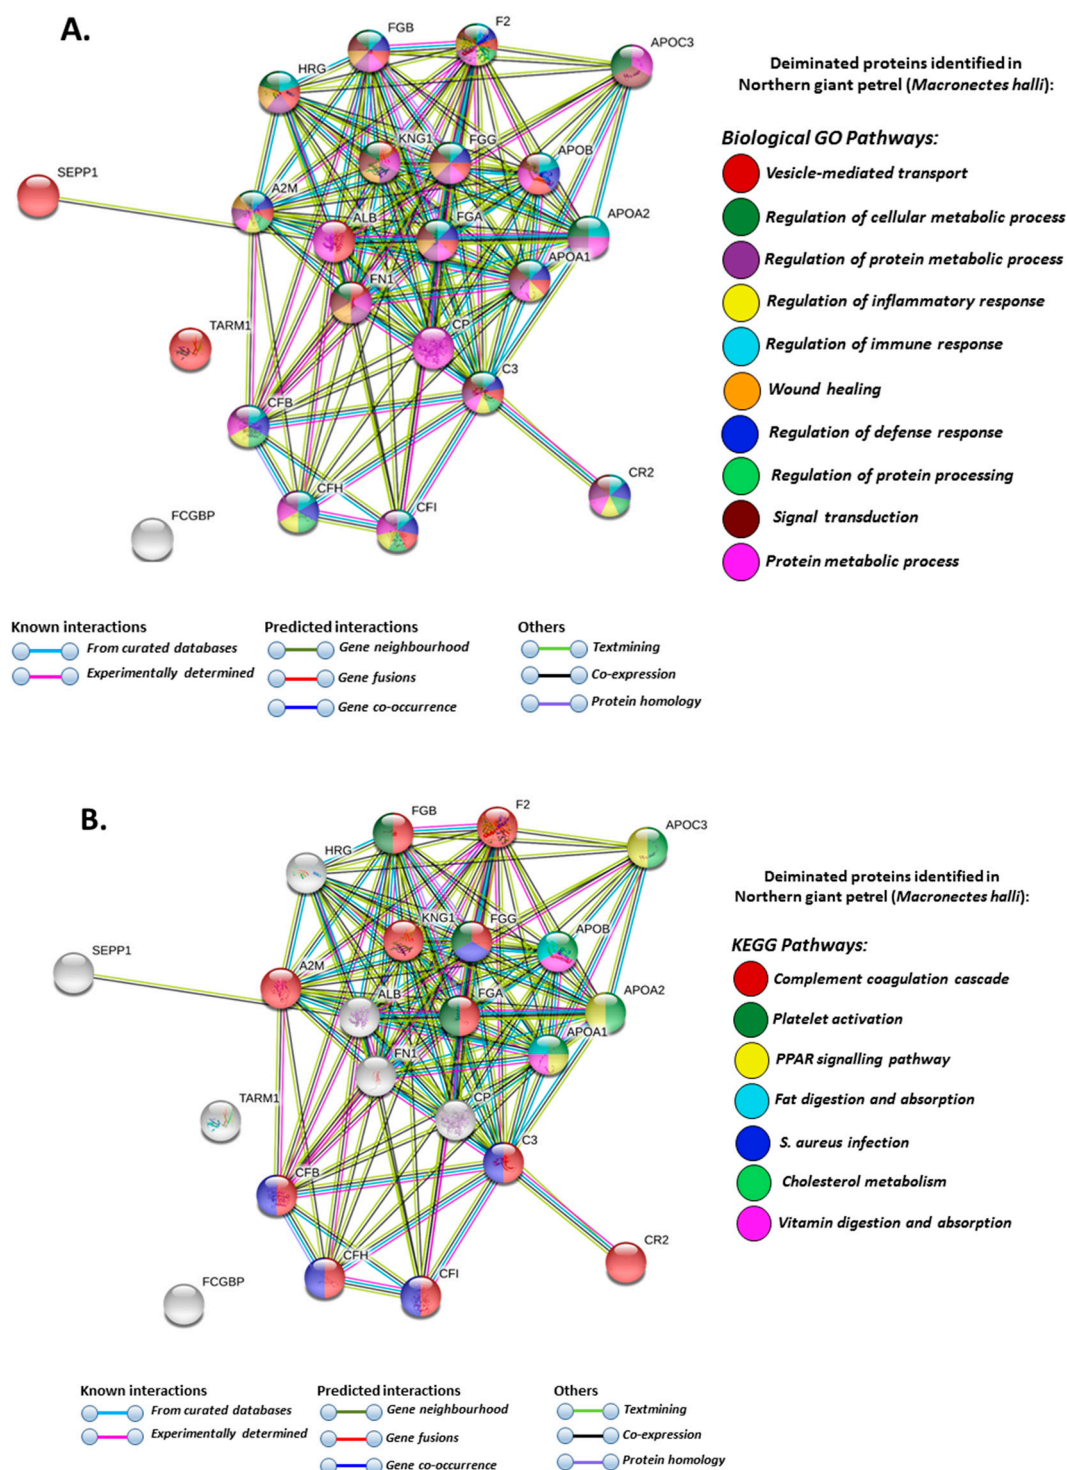 A.
FGB
F2
APOC3
HRG
KNG1
FGG
APOB
SEPP1
A2M
ALB
FGA
APOA2
APOA1
FN1
TARM1
CP
C3
CFB
CR2
CFH
CFI
FCGBP
Deiminated proteins identified in
Northern giant petrel (Macronectes halli):
Biological GO Pathways:
Vesicle-mediated transport
Regulation of cellular metabolic process
Regulation of protein metabolic process
Regulation of inflammatory response
Regulation of immune response
Wound healing
Regulation of defense response
Regulation of protein processing
Signal transduction
Protein metabolic process
Known interactions
From curated databases
Experimentally determined
Predicted interactions
Gene neighbourhood
Gene fusions
Gene co-occurrence
Others
Textmining
Co-expression
Protein homology
B.
FGB
F2
APOC3
HRG
KNG1
FGG
APOB
SEPP1
A2M
ALB
FGA
APOA2
APOA1
FN1
TARM1
CP
C3
CFB
CR2
CFH
CFI
FCGBP
Deiminated proteins identified in
Northern giant petrel (Macronectes halli):
KEGG Pathways:
Complement coagulation cascade
Platelet activation
PPAR signalling pathway
Fat digestion and absorption
S. aureus infection
Cholesterol metabolism
Vitamin digestion and absorption
Known interactions
From curated databases
Experimentally determined
Predicted interactions
Gene neighbourhood
Gene fusions
Gene co-occurrence
Others
Textmining
Co-expression
Protein homology